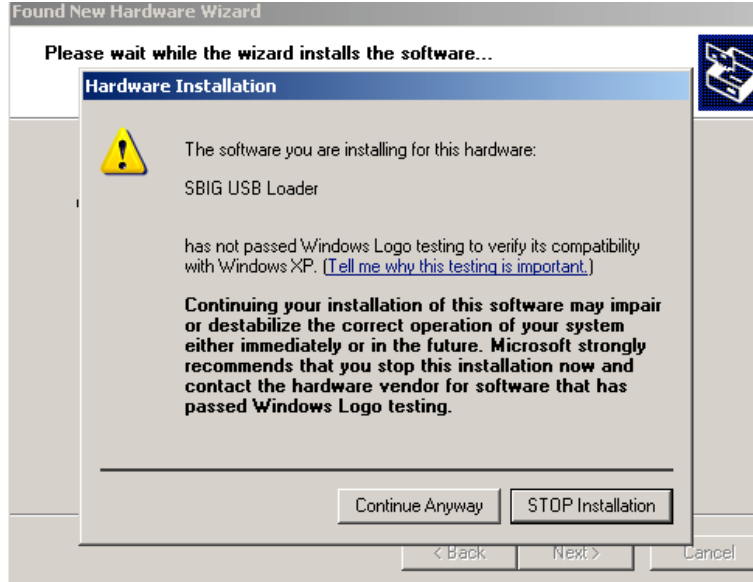 Found New Hardware Wizard
Please wait while the wizard installs the software...
Hardware Installation
The software you are installing for this hardware:
SBIG USB Loader
has not passed Windows Logo testing to verify its compatibility
with Windows XP. (Tell me why this testing is important.)
Continuing your installation of this software may impair
or destabilize the correct operation of your system
either immediately or in the future. Microsoft strongly
recommends that you stop this installation now and
contact the hardware vendor for software that has
passed Windows Logo testing.
Continue Anyway STOP Installation
< Back Next > Cancel